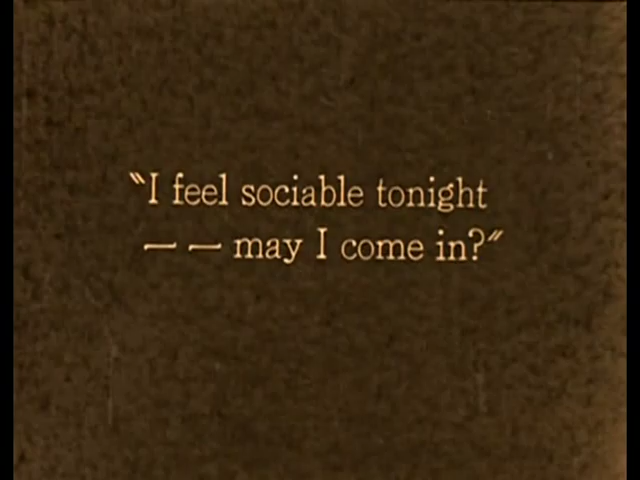 "I feel sociable tonight
— — may I come in?"